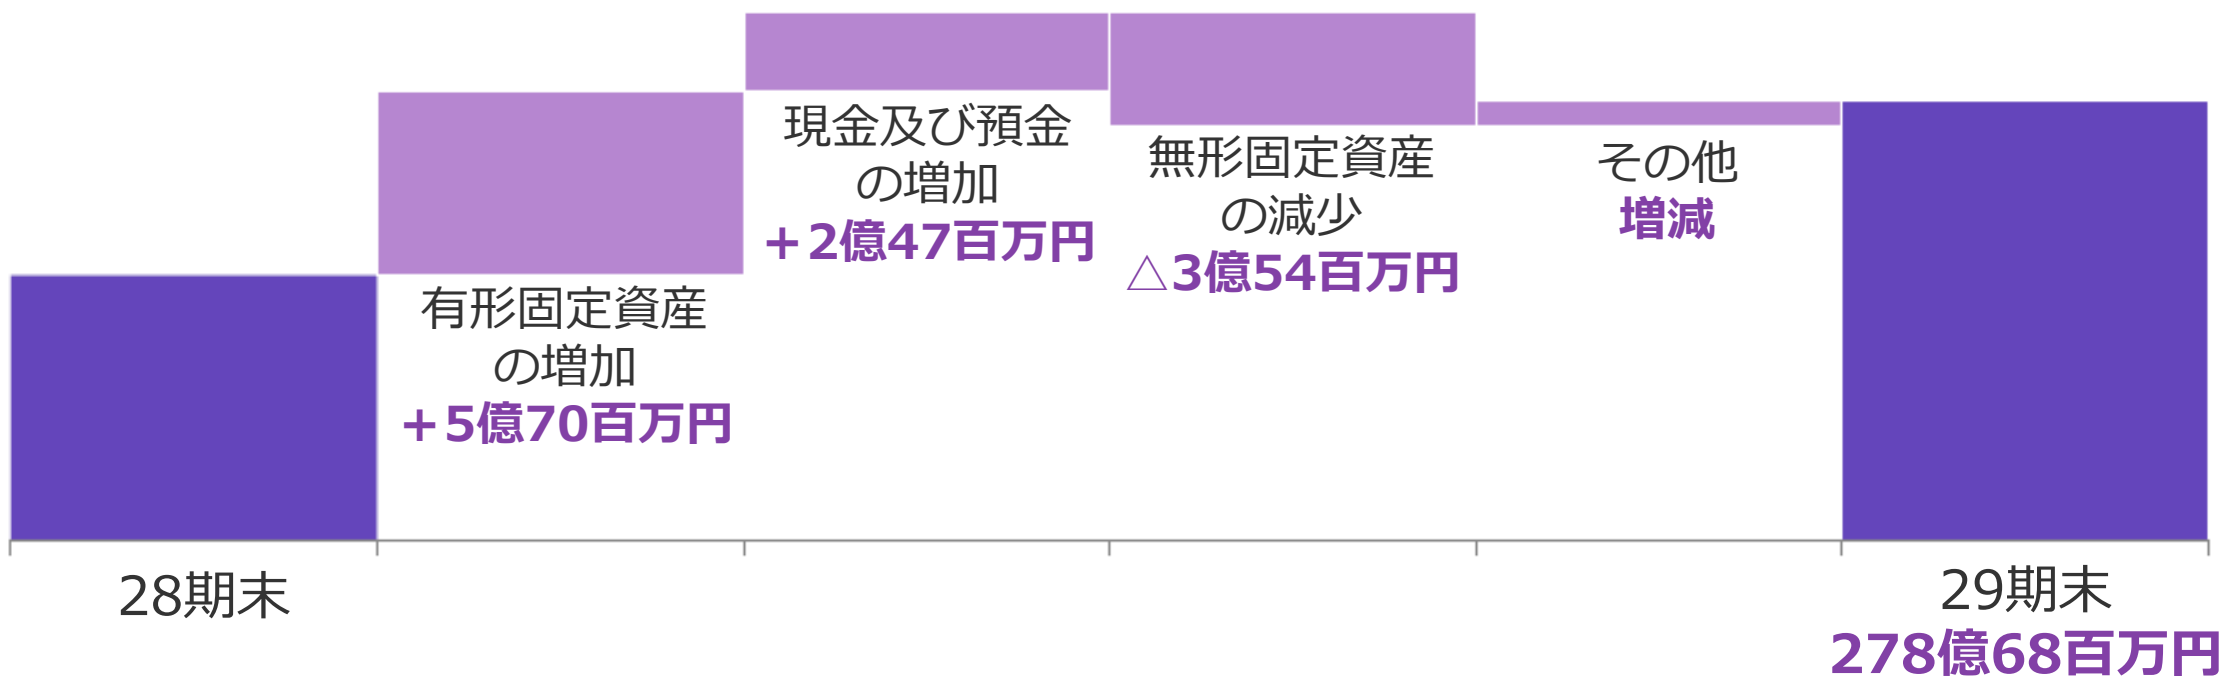 28期末
有形固定資産
の増加
＋5億70百万円
現金及び預金
の増加
＋2億47百万円
無形固定資産
の減少
△3億54百万円
その他
増減
29期末
278億68百万円